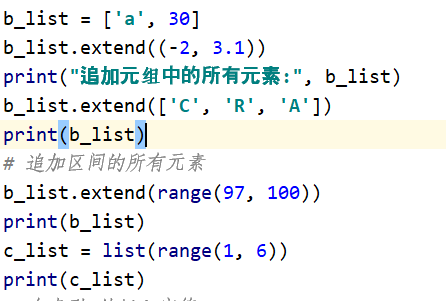 b_list = ['a', 30]
b_list.extend((-2, 3.1))
print("追加元组中的所有元素:", b_list)
b_list.extend(['C', 'R', 'A'])
print(b_list)
# 追加区间的所有元素
b_list.extend(range(97, 100))
print(b_list)
c_list = list(range(1, 6))
print(c_list)